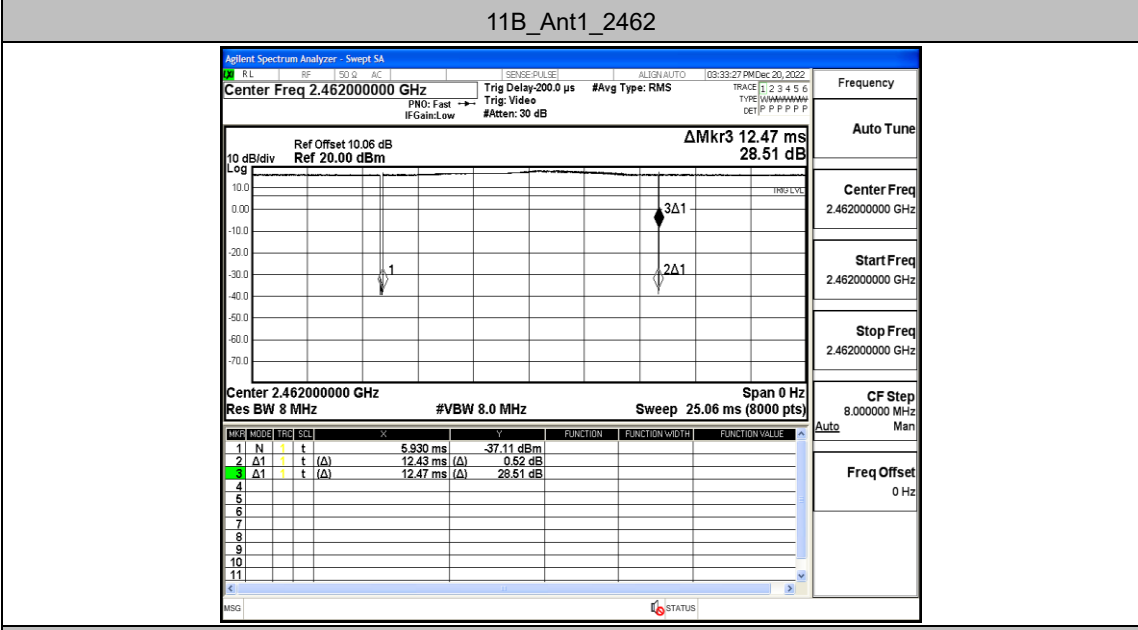 11B_Ant1_2462
Agilent Spectrum Analyzer - Swept SA
RL RF 50 Ω AC SENSE:PULSE ALIGNAUTO 03:33:27 PM Dec 20, 2022
Center Freq 2.462000000 GHz
PNO: Fast
IFGain:Low
Trig Delay-200.0 µs
Trig: Video
#Atten: 30 dB
#Avg Type: RMS
TRACE 1 2 3 4 5 6
TYPE WWWWWW
DET P P P P P P
ΔMkr3 12.47 ms
28.51 dB
Ref Offset 10.06 dB
10 dB/div Ref 20.00 dBm
Log
10.0
0.00
-10.0
-20.0
-30.0
-40.0
-50.0
-60.0
-70.0
TRIG LVL
3Δ1
1
2Δ1
Center 2.462000000 GHz Span 0 Hz
Res BW 8 MHz #VBW 8.0 MHz Sweep 25.06 ms (8000 pts)
MKR MODE TRC SCL X Y FUNCTION FUNCTION WIDTH FUNCTION VALUE
1 N 1 t 5.930 ms -37.11 dBm
2 Δ1 1 t (Δ) 12.43 ms (Δ) 0.52 dB
3 Δ1 1 t (Δ) 12.47 ms (Δ) 28.51 dB
4
5
6
7
8
9
10
11
MSG STATUS
Frequency
Auto Tune
Center Freq
2.462000000 GHz
Start Freq
2.462000000 GHz
Stop Freq
2.462000000 GHz
CF Step
8.000000 MHz
Auto Man
Freq Offset
0 Hz